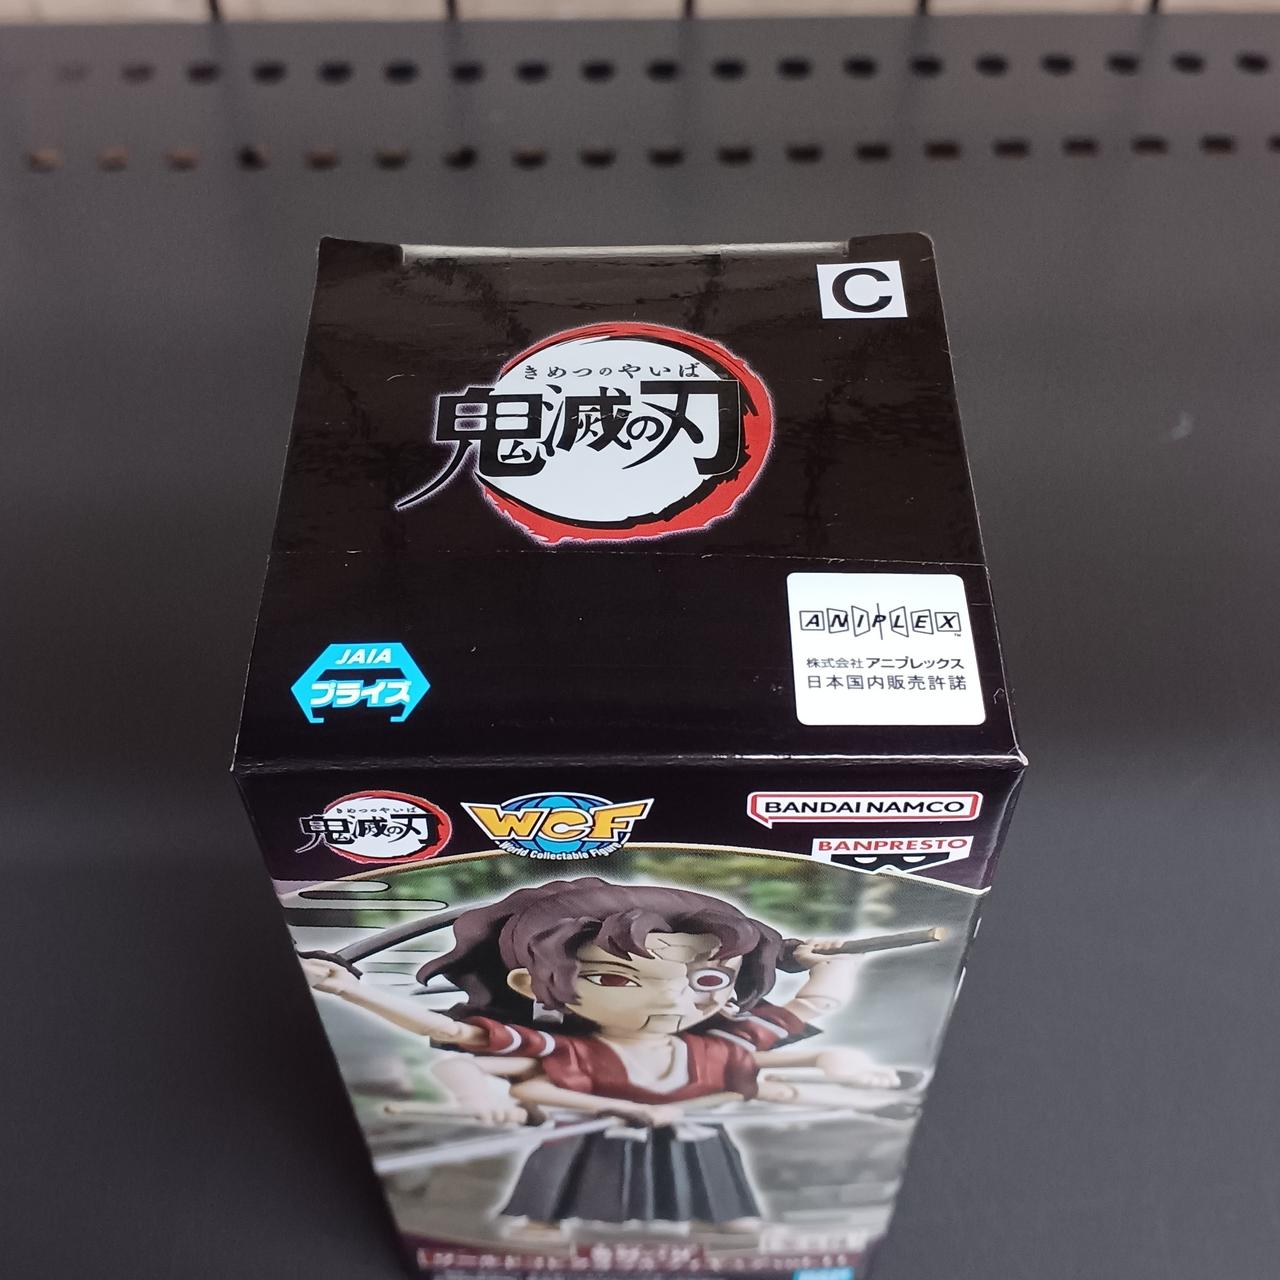 C
きめつのやいば
鬼滅の刃
ANIPLEX™
株式会社アニプレックス
日本国内販売許諾
JAIA
プライズ
きめつのやいば
鬼滅の刃
WCF
World Collectable Figure
BANDAI NAMCO
BANPRESTO